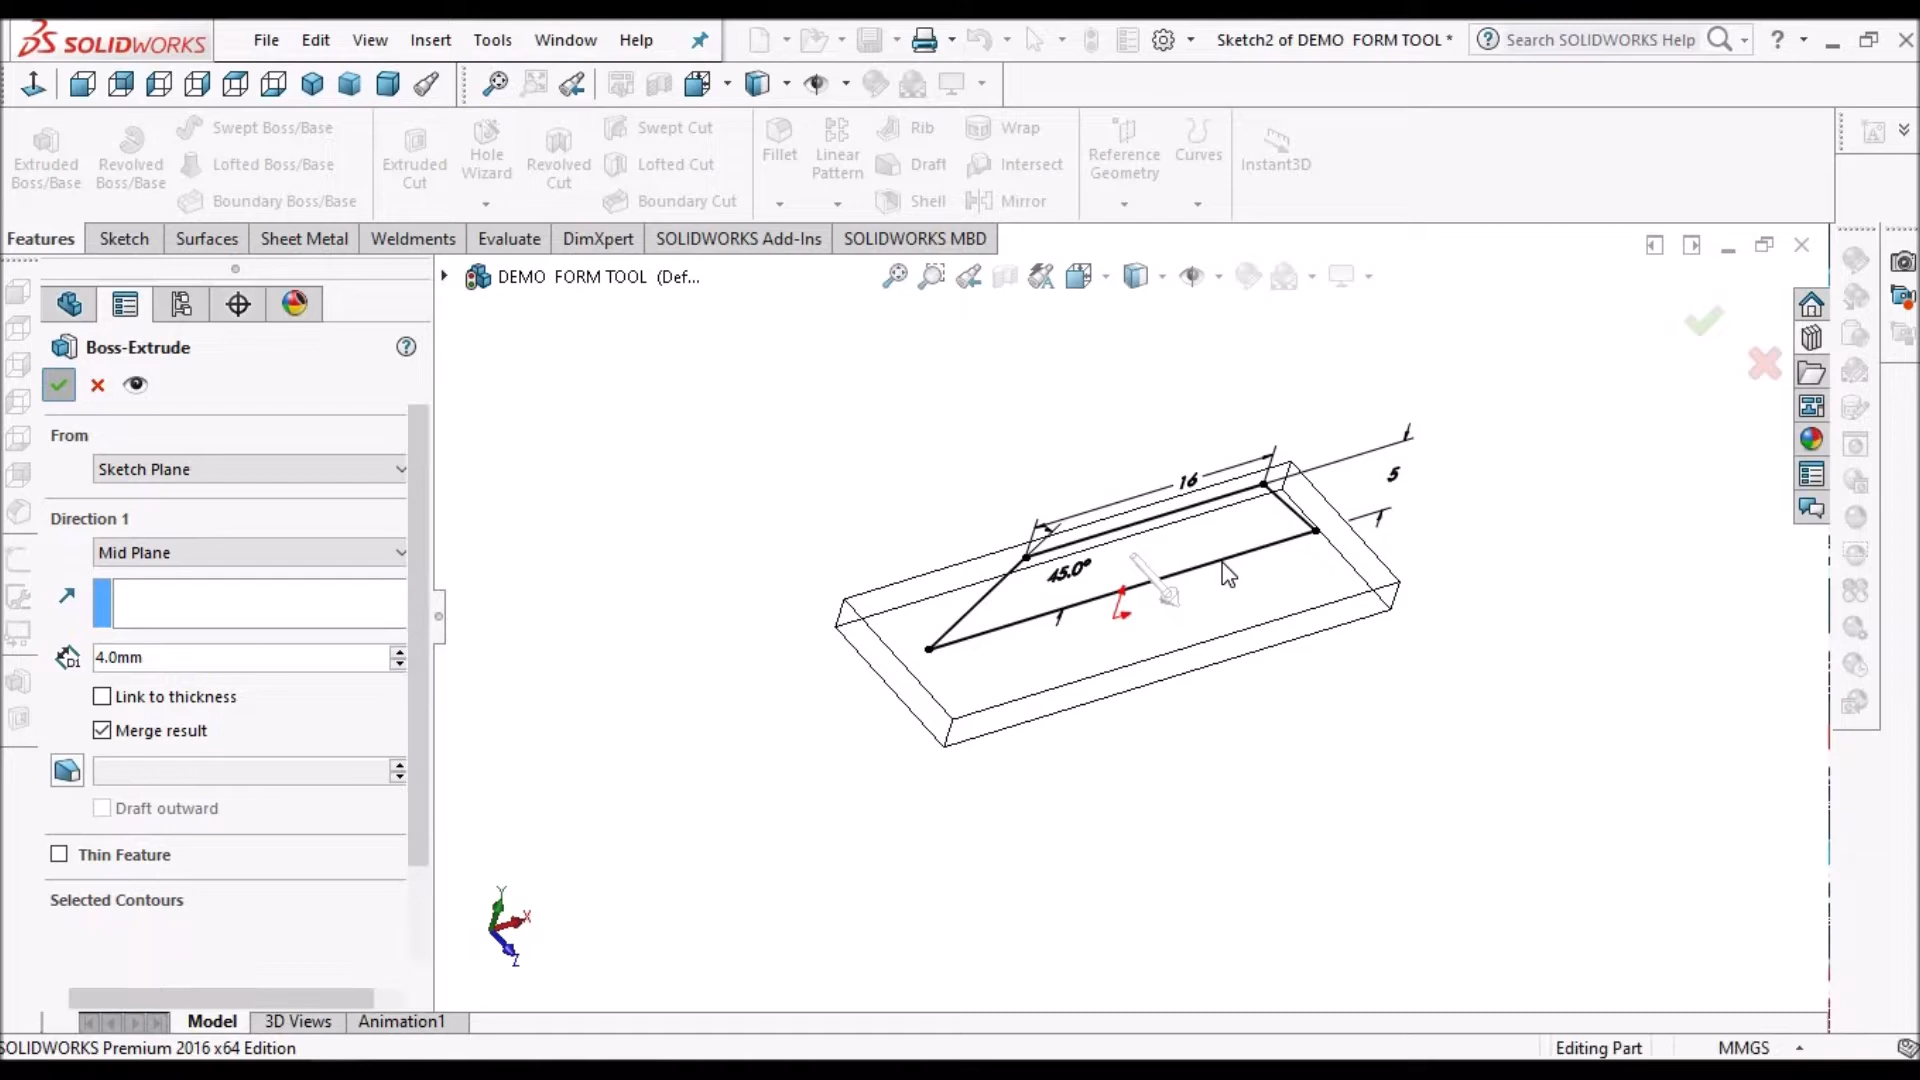 SOLIDWORKS File Edit View Insert Tools Window Help Sketch2 of DEMO FORM TOOL * Search SOLIDWORKS Help ?
Extruded Boss/Base
Revolved Boss/Base
Swept Boss/Base
Lofted Boss/Base
Boundary Boss/Base
Extruded Cut
Hole Wizard
Revolved Cut
Swept Cut
Lofted Cut
Boundary Cut
Fillet
Linear Pattern
Rib
Draft
Shell
Wrap
Intersect
Mirror
Reference Geometry
Curves
Instant3D
Features Sketch Surfaces Sheet Metal Weldments Evaluate DimXpert SOLIDWORKS Add-Ins SOLIDWORKS MBD
DEMO FORM TOOL (Def...
Boss-Extrude
From
Sketch Plane
Direction 1
Mid Plane
D1
4.0mm
Link to thickness
Merge result
Draft outward
Thin Feature
Selected Contours
16
5
45.0°
Y
X
Z
Model 3D Views Animation1
SOLIDWORKS Premium 2016 x64 Edition Editing Part MMGS